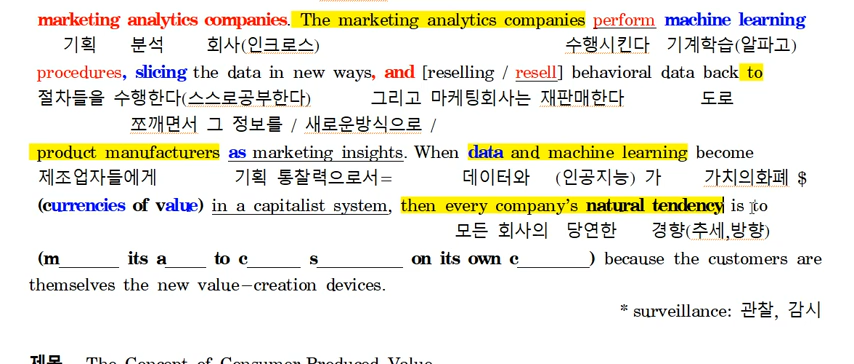 marketing analytics companies. The marketing analytics companies perform machine learning
기획 분석 회사(인크로스) 수행시킨다 기계학습(알파고)
procedures, slicing the data in new ways, and [reselling / resell] behavioral data back to
절차들을 수행한다(스스로공부한다) 그리고 마케팅회사는 재판매한다 도로
쪼개면서 그 정보를 / 새로운방식으로 /
product manufacturers as marketing insights. When data and machine learning become
제조업자들에게 기획 통찰력으로서= 데이터와 (인공지능) 가 가치의화폐 $
(currencies of value) in a capitalist system, then every company's natural tendency is to
모든 회사의 당연한 경향(추세,방향)
(m______ its a____ to c_____ s________ on its own c_______) because the customers are
themselves the new value-creation devices.
* surveillance: 관찰, 감시